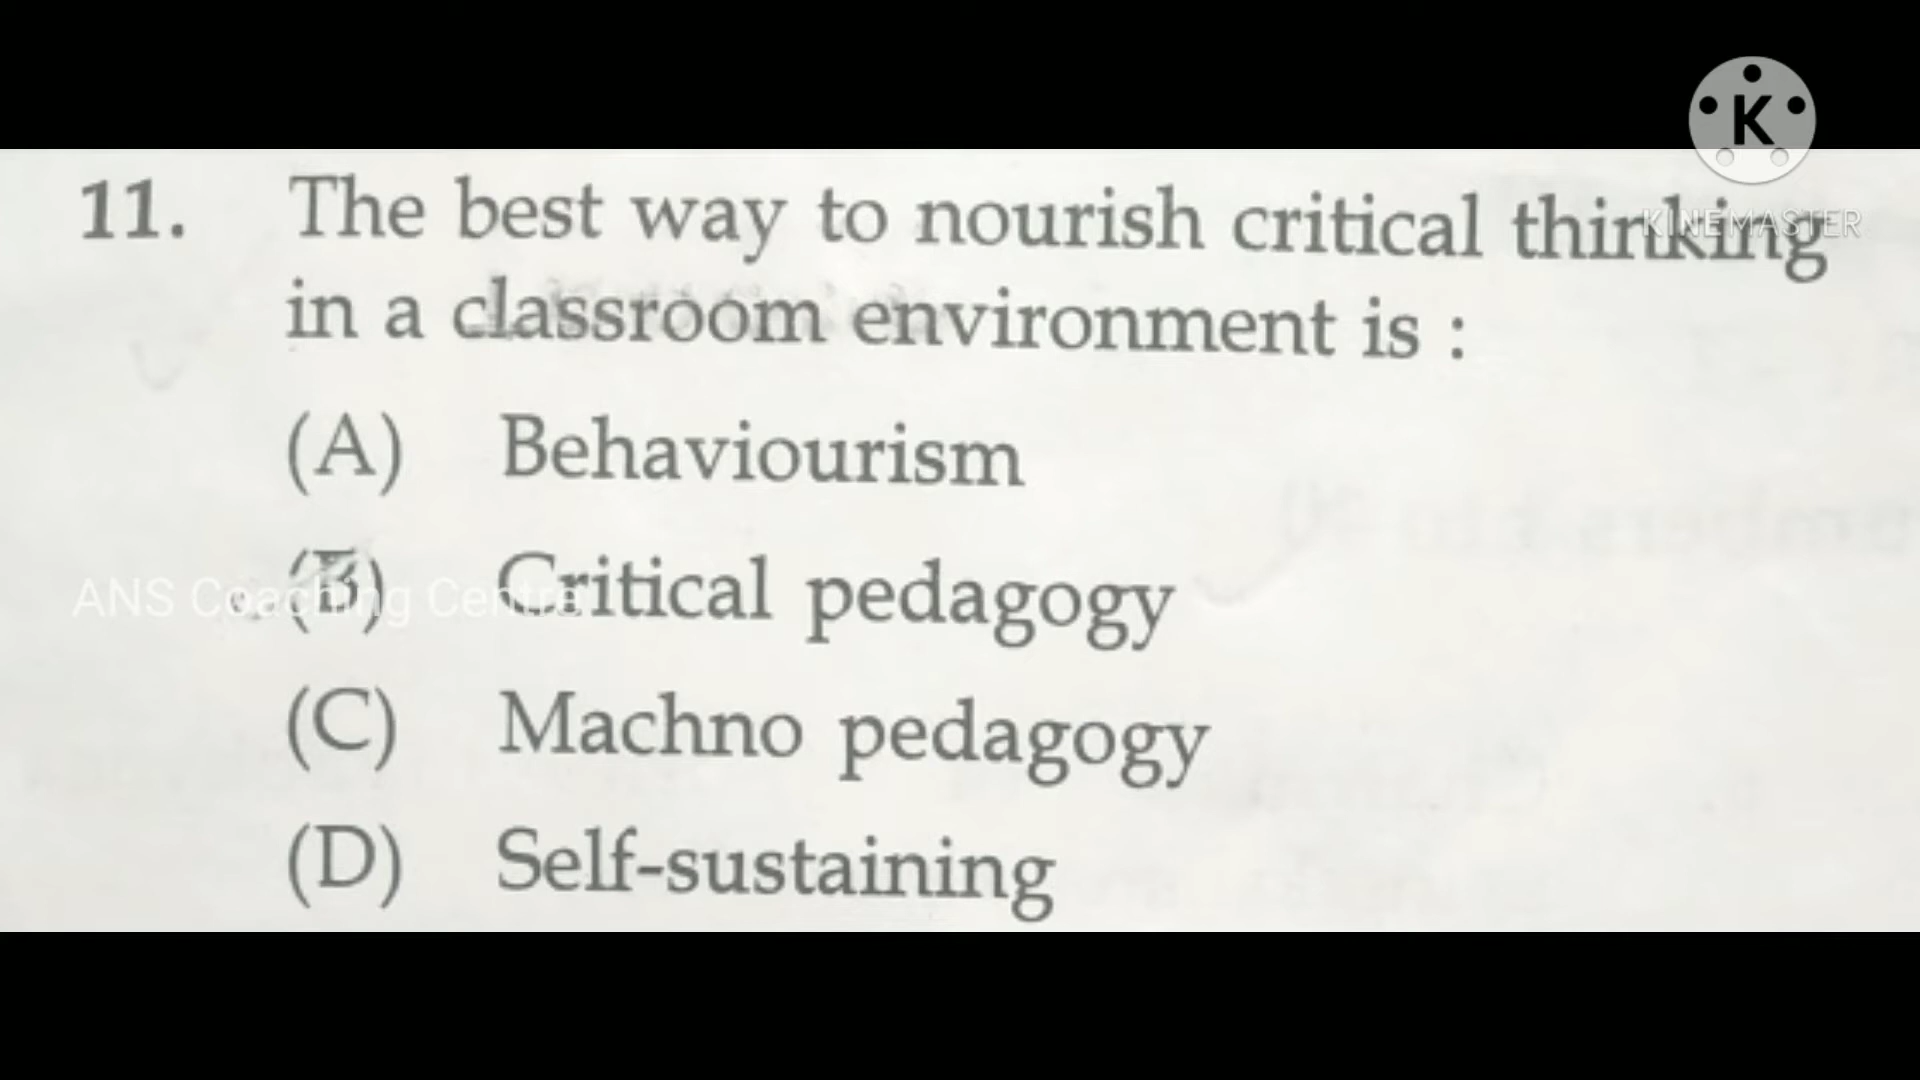 K
KINEMASTER
11. The best way to nourish critical thinking
in a classroom environment is :
(A) Behaviourism
(B) Critical pedagogy
ANS Coaching Centre
(C) Machno pedagogy
(D) Self-sustaining